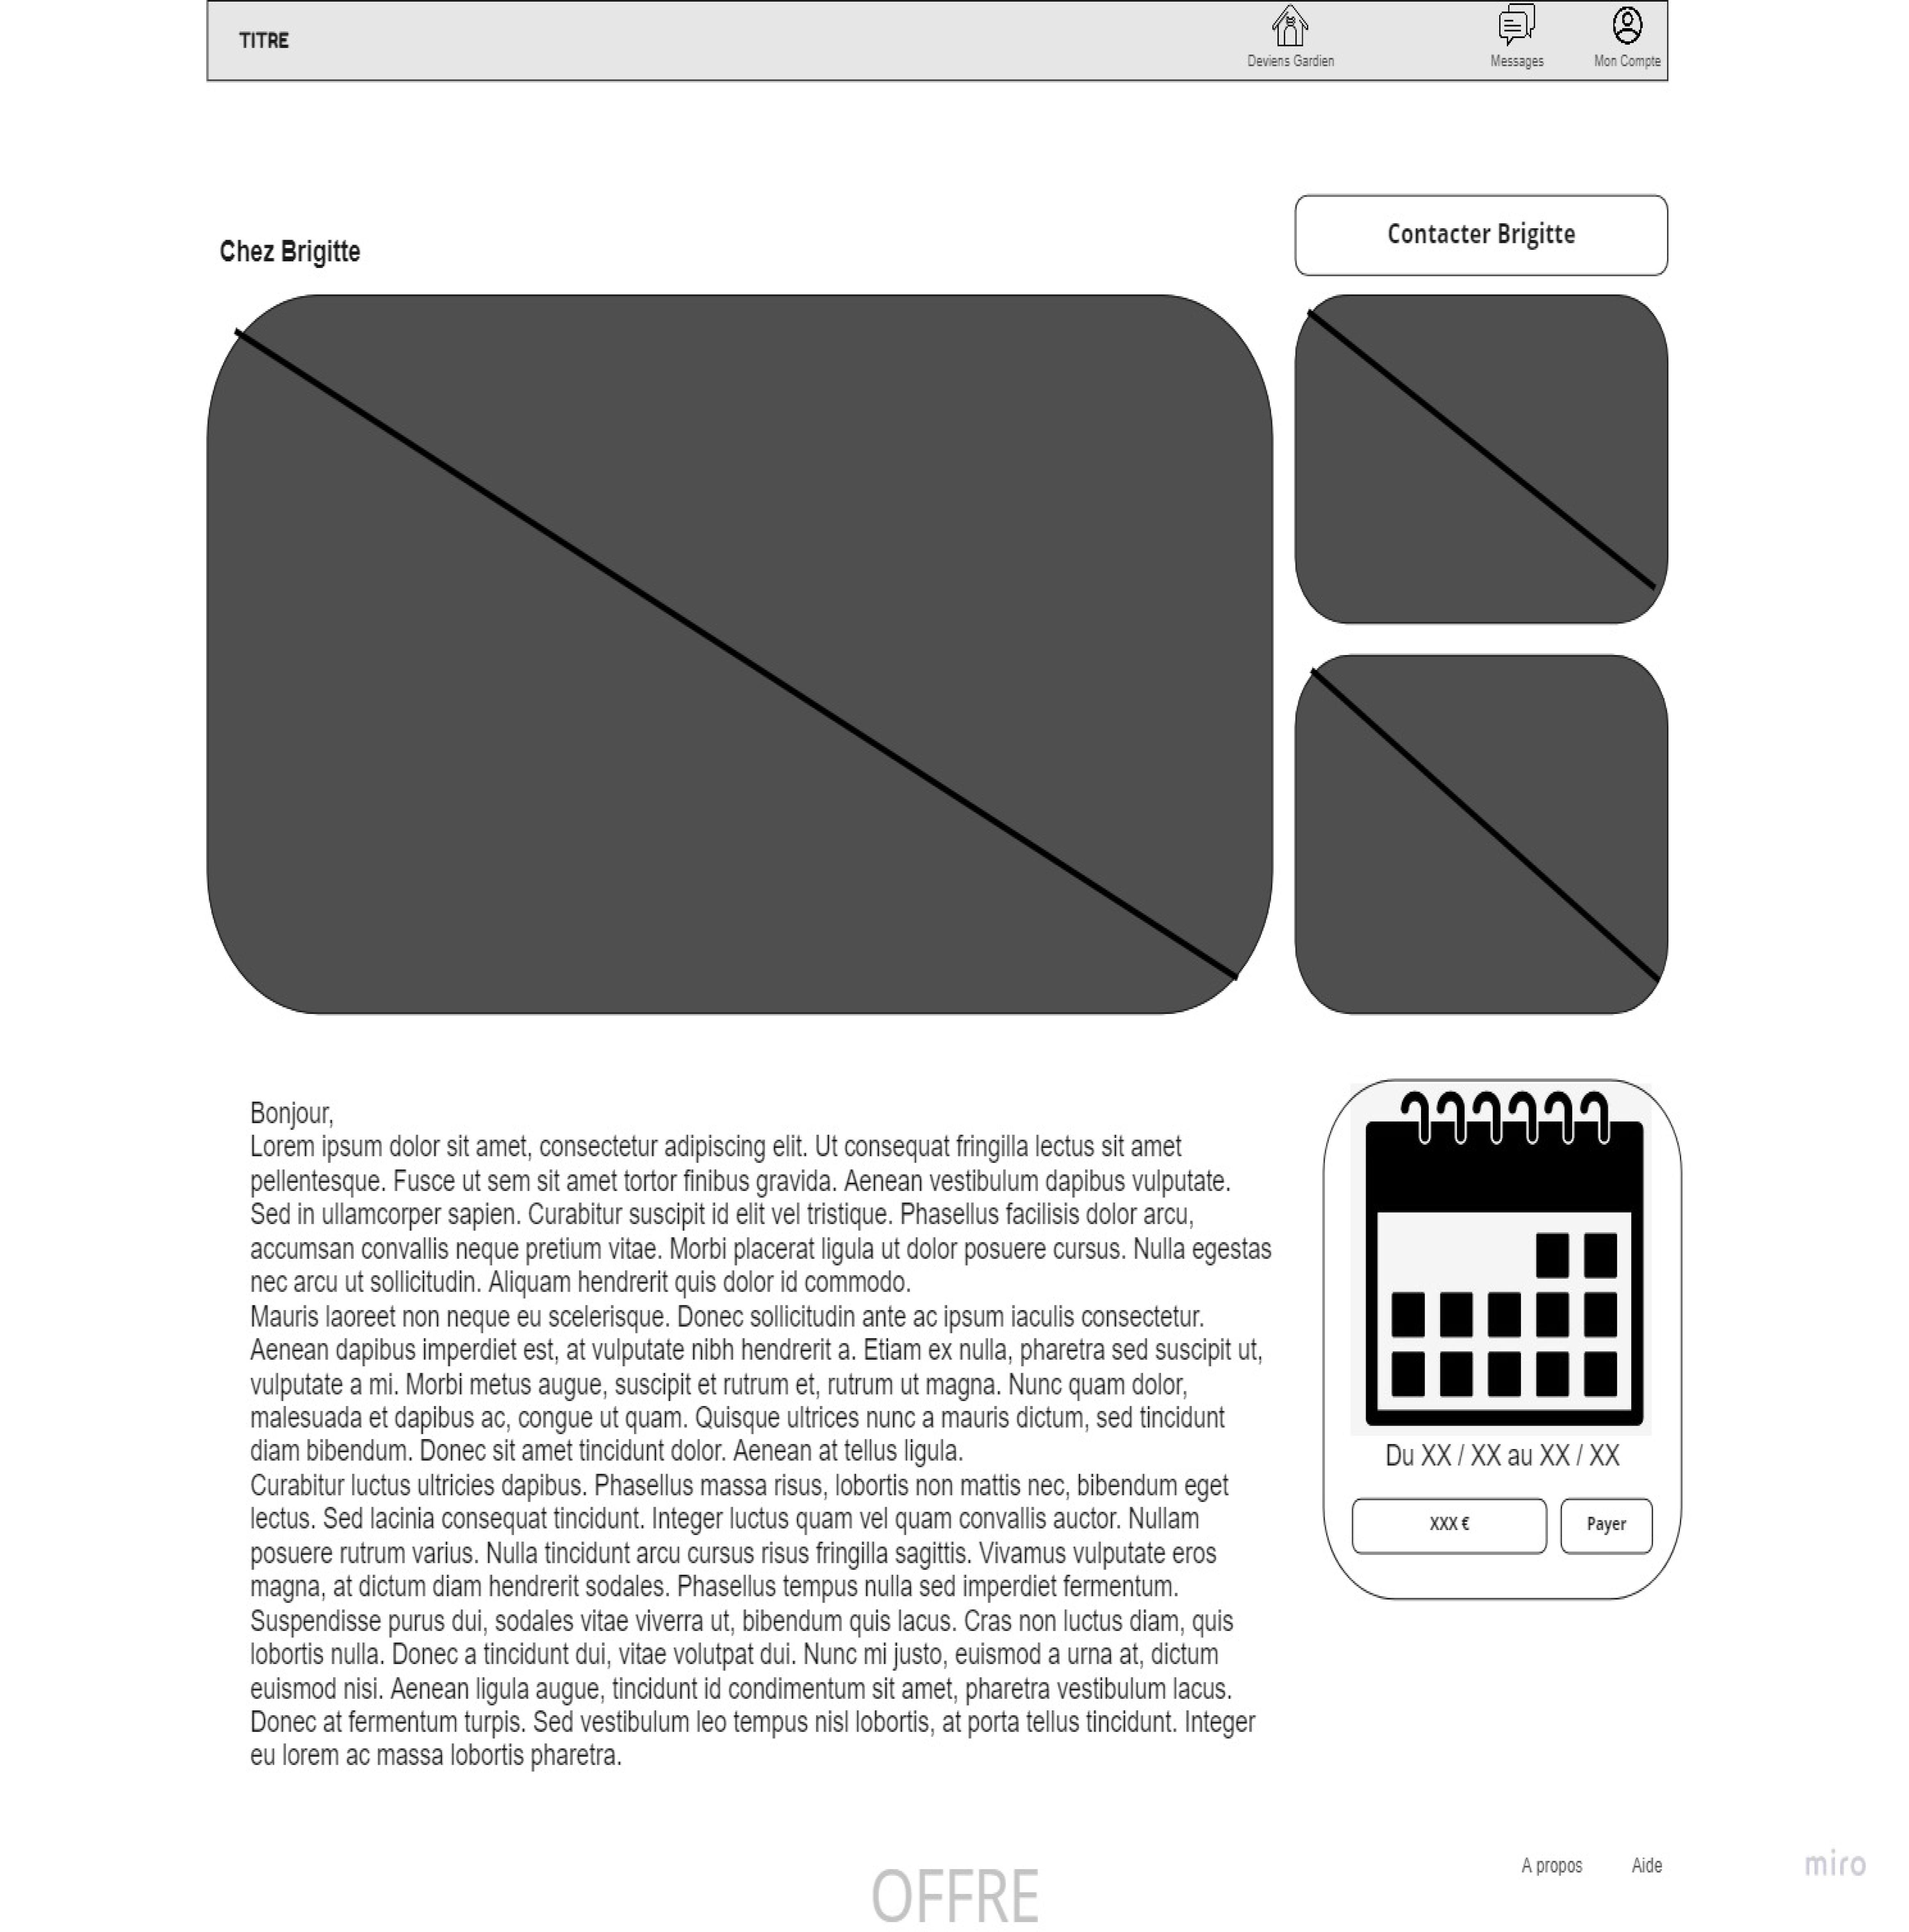 TITRE
Deviens Gardien
Messages
Mon Compte
Chez Brigitte
Contacter Brigitte
Bonjour,
Lorem ipsum dolor sit amet, consectetur adipiscing elit. Ut consequat fringilla lectus sit amet
pellentesque. Fusce ut sem sit amet tortor finibus gravida. Aenean vestibulum dapibus vulputate.
Sed in ullamcorper sapien. Curabitur suscipit id elit vel tristique. Phasellus facilisis dolor arcu,
accumsan convallis neque pretium vitae. Morbi placerat ligula ut dolor posuere cursus. Nulla egestas
nec arcu ut sollicitudin. Aliquam hendrerit quis dolor id commodo.
Mauris laoreet non neque eu scelerisque. Donec sollicitudin ante ac ipsum iaculis consectetur.
Aenean dapibus imperdiet est, at vulputate nibh hendrerit a. Etiam ex nulla, pharetra sed suscipit ut,
vulputate a mi. Morbi metus augue, suscipit et rutrum et, rutrum ut magna. Nunc quam dolor,
malesuada et dapibus ac, congue ut quam. Quisque ultrices nunc a mauris dictum, sed tincidunt
diam bibendum. Donec sit amet tincidunt dolor. Aenean at tellus ligula.
Curabitur luctus ultricies dapibus. Phasellus massa risus, lobortis non mattis nec, bibendum eget
lectus. Sed lacinia consequat tincidunt. Integer luctus quam vel quam convallis auctor. Nullam
posuere rutrum varius. Nulla tincidunt arcu cursus risus fringilla sagittis. Vivamus vulputate eros
magna, at dictum diam hendrerit sodales. Phasellus tempus nulla sed imperdiet fermentum.
Suspendisse purus dui, sodales vitae viverra ut, bibendum quis lacus. Cras non luctus diam, quis
lobortis nulla. Donec a tincidunt dui, vitae volutpat dui. Nunc mi justo, euismod a urna at, dictum
euismod nisi. Aenean ligula augue, tincidunt id condimentum sit amet, pharetra vestibulum lacus.
Donec at fermentum turpis. Sed vestibulum leo tempus nisl lobortis, at porta tellus tincidunt. Integer
eu lorem ac massa lobortis pharetra.
Du XX / XX au XX / XX
XXX €
Payer
A propos
Aide
miro
OFFRE